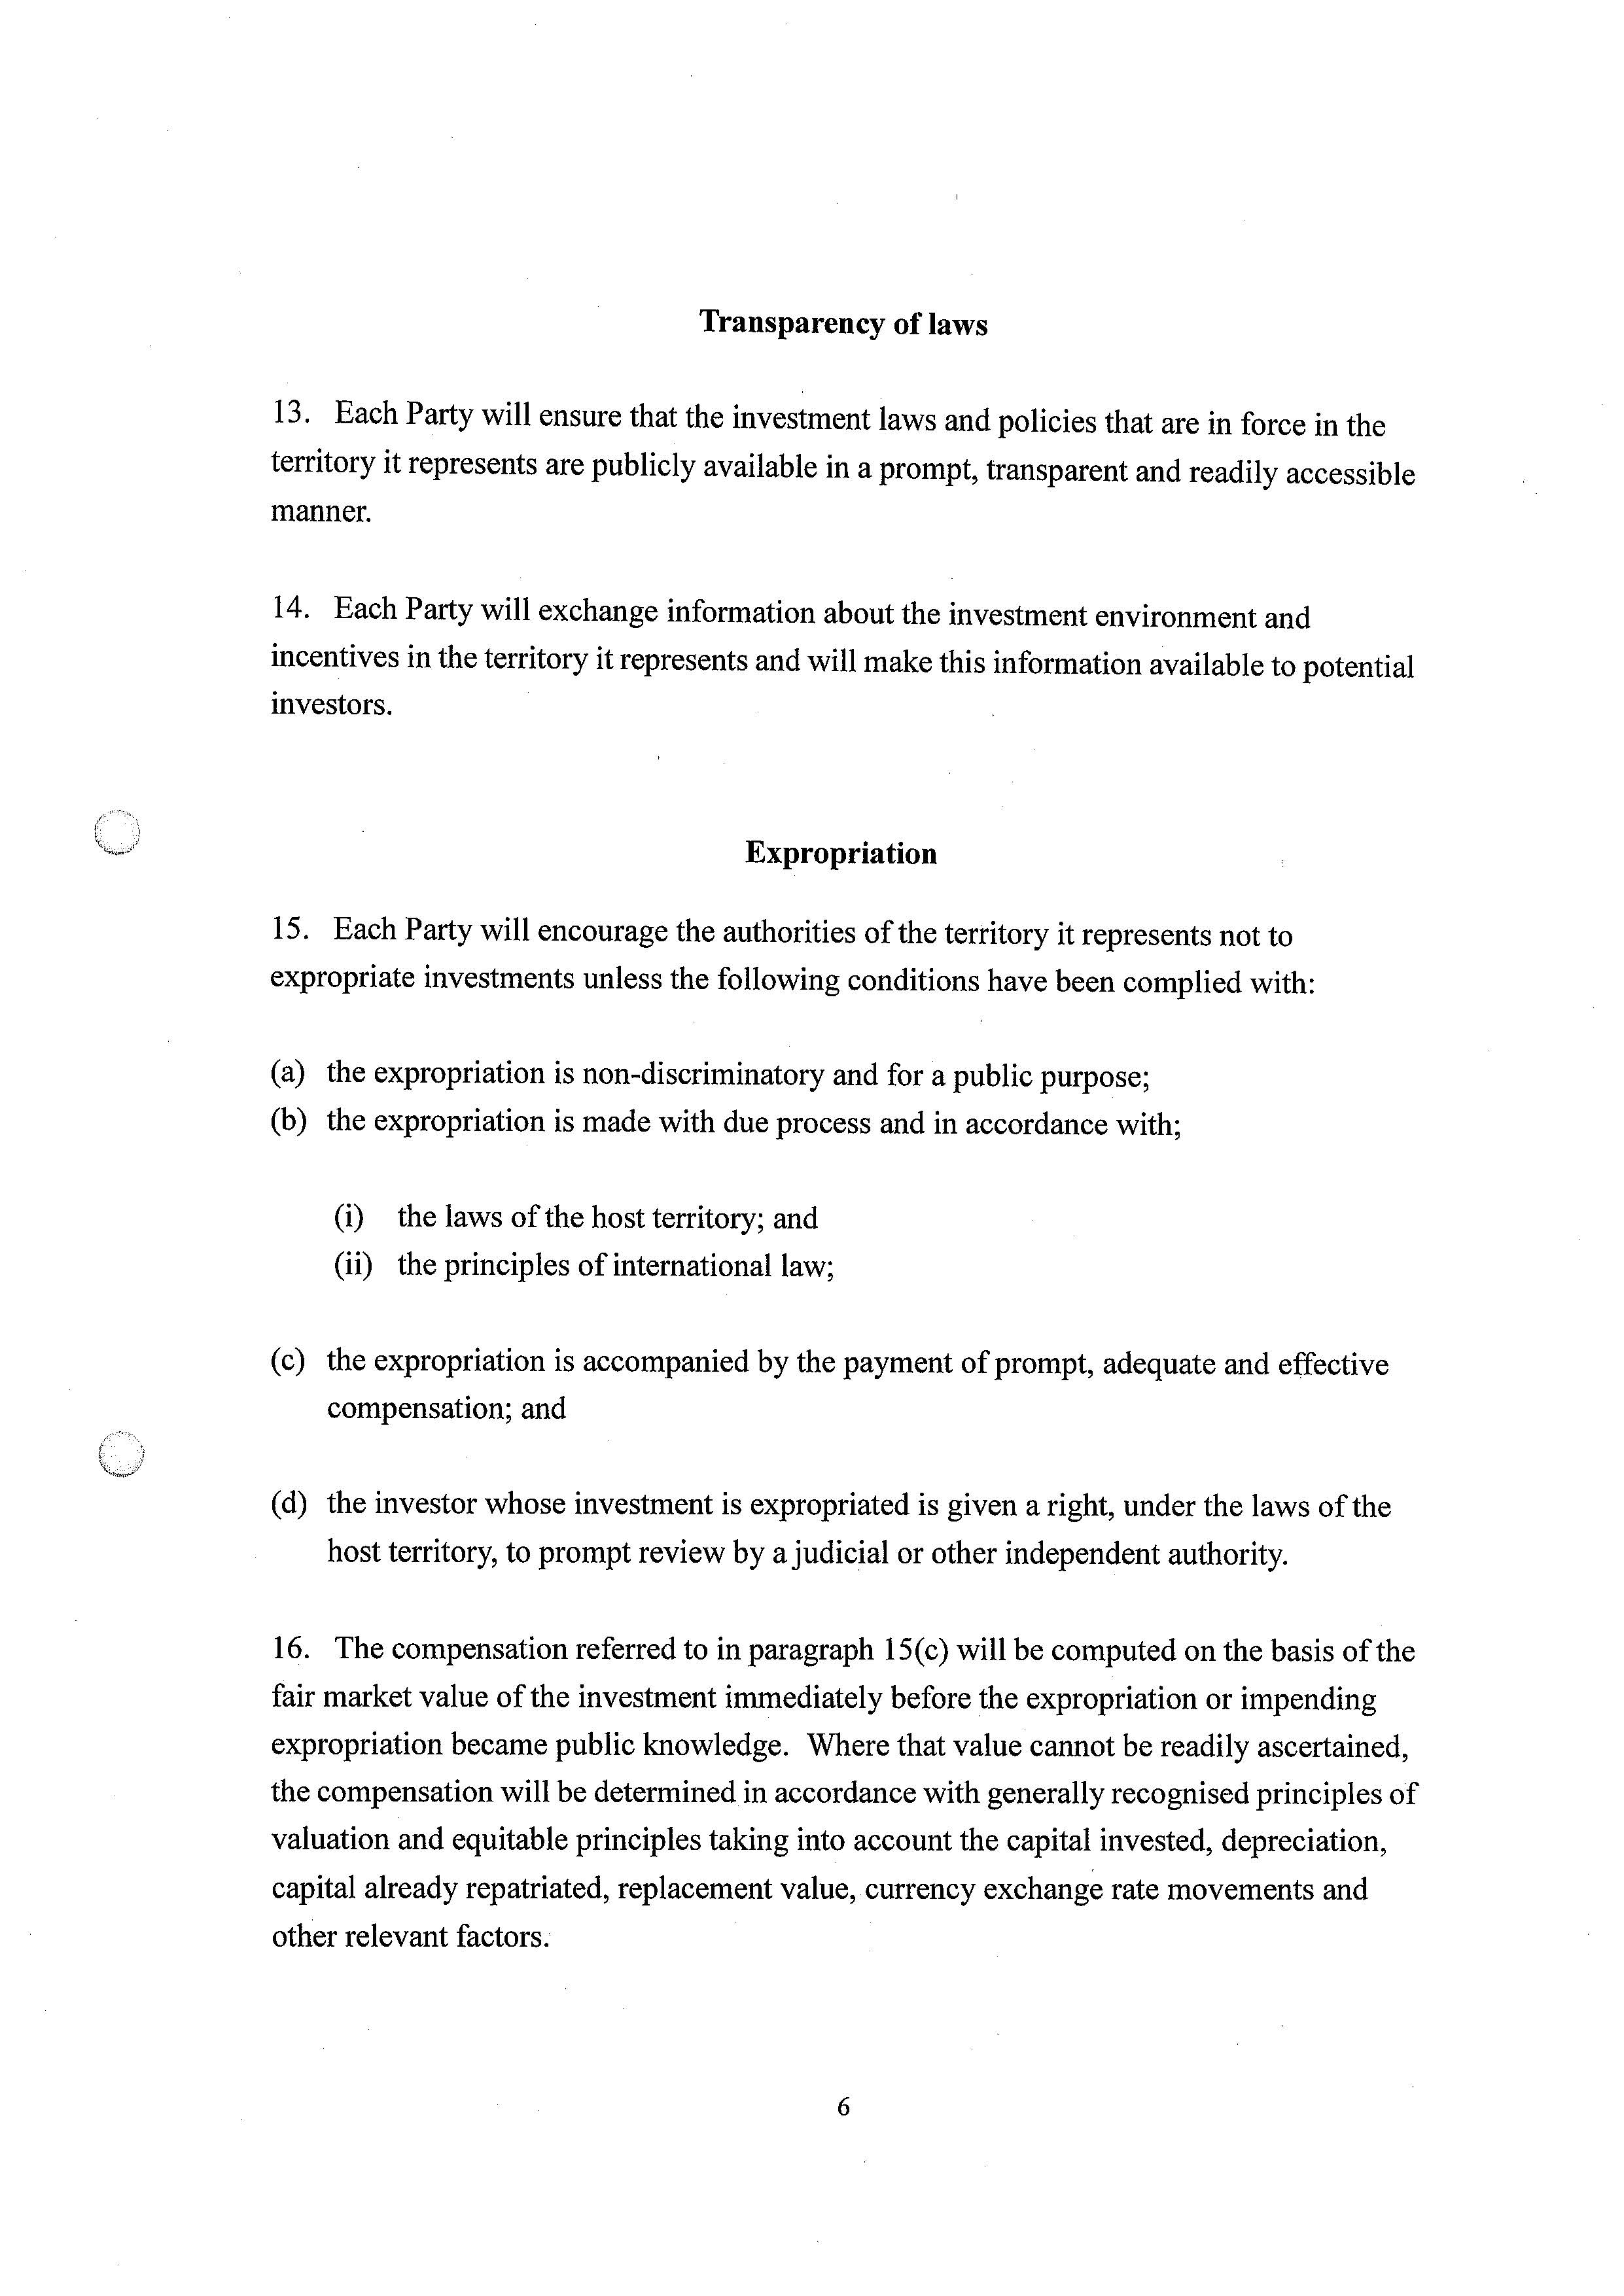 Transparency of laws
13. Each Party will ensure that the investment laws and policies that are in force in the
territory it represents are publicly available in a prompt, transparent and readily accessible
manner.
14. Each Party will exchange information about the investment environment and
incentives in the territory it represents and will make this information available to potential
investors.
Expropriation
15. Each Party will encourage the authorities of the territory it represents not to
expropriate investments unless the following conditions have been complied with:
(a) the expropriation is non-discriminatory and for a public purpose;
(b) the expropriation is made with due process and in accordance with;
(i) the laws of the host territory; and
(ii) the principles of international law;
(c) the expropriation is accompanied by the payment of prompt, adequate and effective
compensation; and
(d) the investor whose investment is expropriated is given a right, under the laws of the
host territory, to prompt review by a judicial or other independent authority.
16. The compensation referred to in paragraph 15(c) will be computed on the basis of the
fair market value of the investment immediately before the expropriation or impending
expropriation became public knowledge. Where that value cannot be readily ascertained,
the compensation will be determined in accordance with generally recognised principles of
valuation and equitable principles taking into account the capital invested, depreciation,
capital already repatriated, replacement value, currency exchange rate movements and
other relevant factors.
6